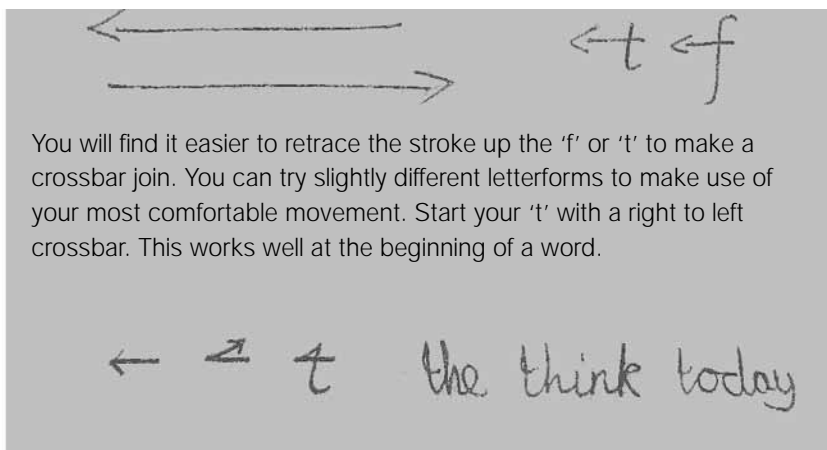 t f
You will find it easier to retrace the stroke up the ‘f’ or ‘t’ to make a
crossbar join. You can try slightly different letterforms to make use of
your most comfortable movement. Start your ‘t’ with a right to left
crossbar. This works well at the beginning of a word.
t the think today